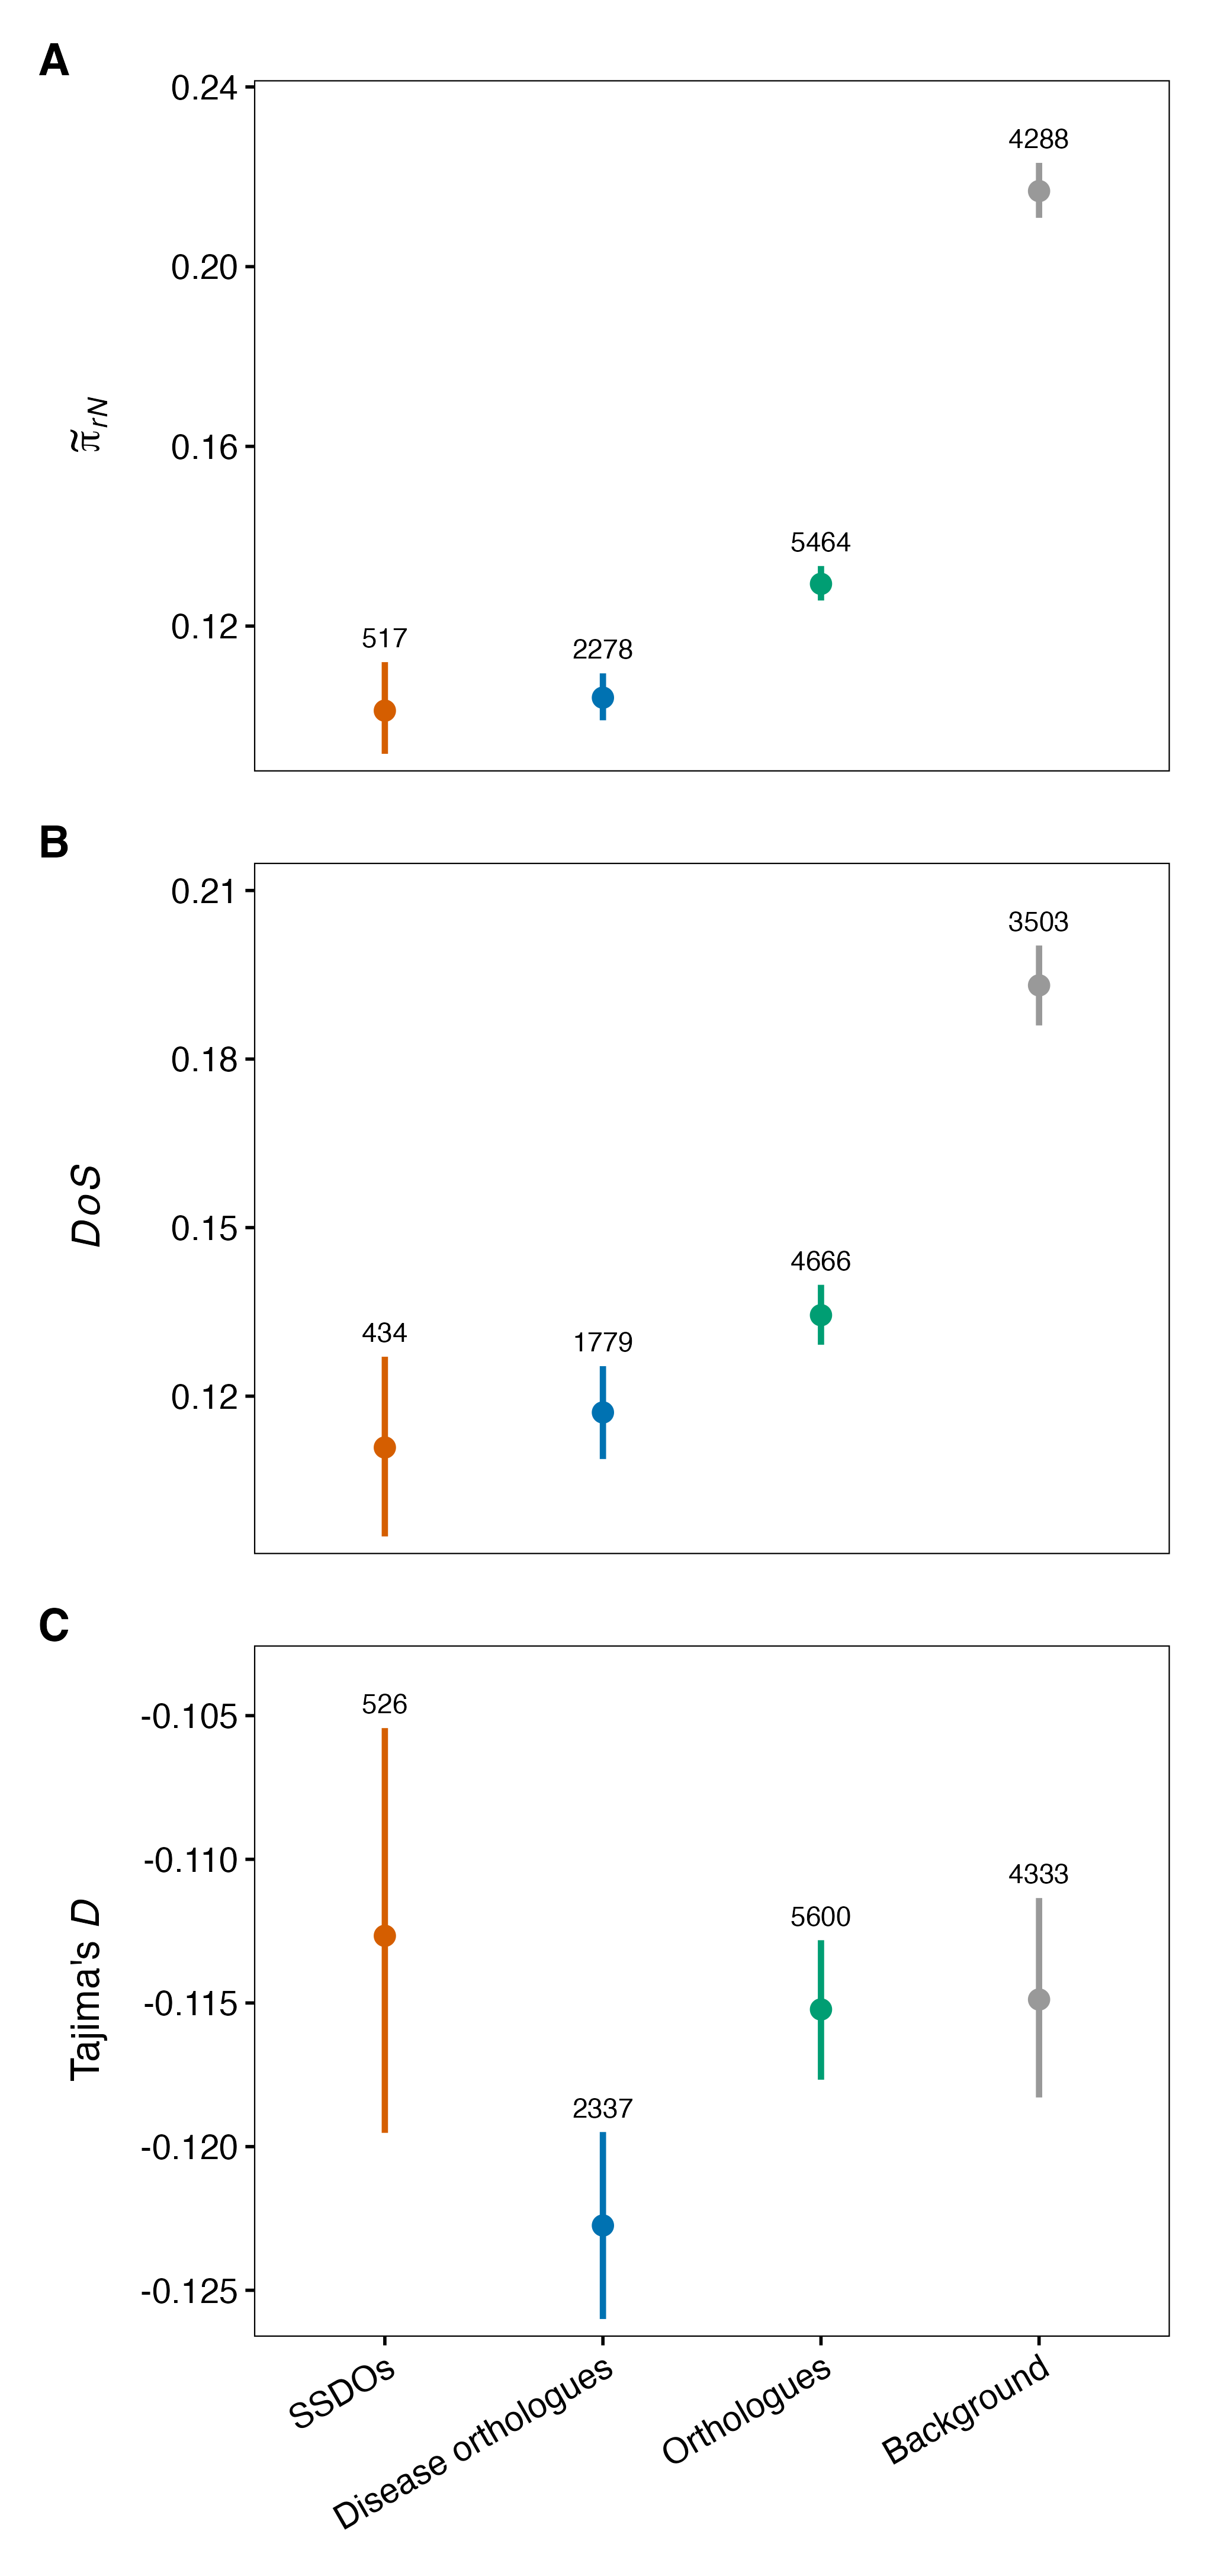 A
0.24
0.20
0.16
0.12
π̃rN
517
2278
5464
4288
B
0.21
0.18
0.15
0.12
DoS
434
1779
4666
3503
C
-0.105
-0.110
-0.115
-0.120
-0.125
Tajima's D
526
2337
5600
4333
SSDOs
Disease orthologues
Orthologues
Background